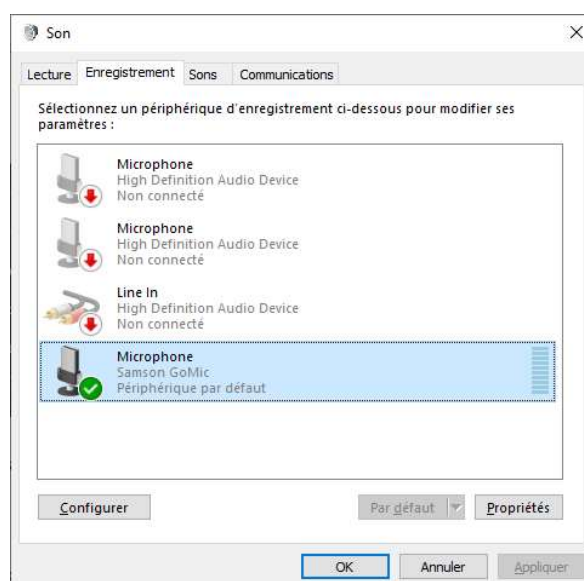 Son
Lecture Enregistrement Sons Communications
Sélectionnez un périphérique d'enregistrement ci-dessous pour modifier ses
paramètres :
Microphone
High Definition Audio Device
Non connecté
Microphone
High Definition Audio Device
Non connecté
Line In
High Definition Audio Device
Non connecté
Microphone
Samson GoMic
Périphérique par défaut
Configurer Par défaut Propriétés
OK Annuler Appliquer